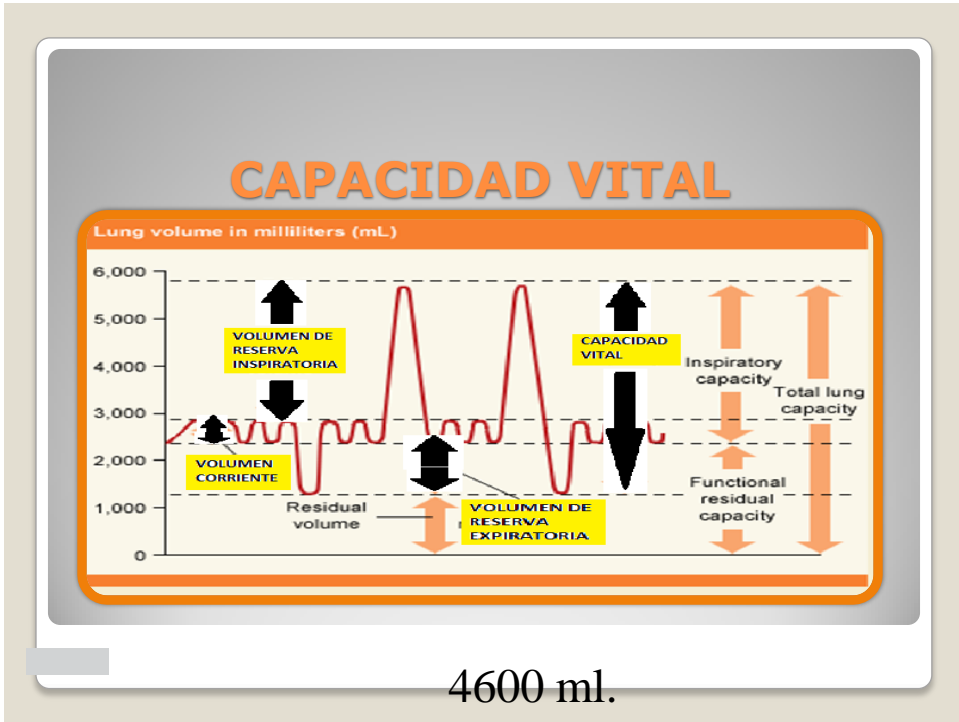 CAPACIDAD VITAL
Lung volume in milliliters (mL)
6,000
5,000
4,000
3,000
2,000
1,000
0
VOLUMEN DE
RESERVA
INSPIRATORIA
VOLUMEN
CORRIENTE
Residual
volume
VOLUMEN DE
RESERVA
EXPIRATORIA
CAPACIDAD
VITAL
Inspiratory
capacity
Functional
residual
capacity
Total lung
capacity
4600 ml.